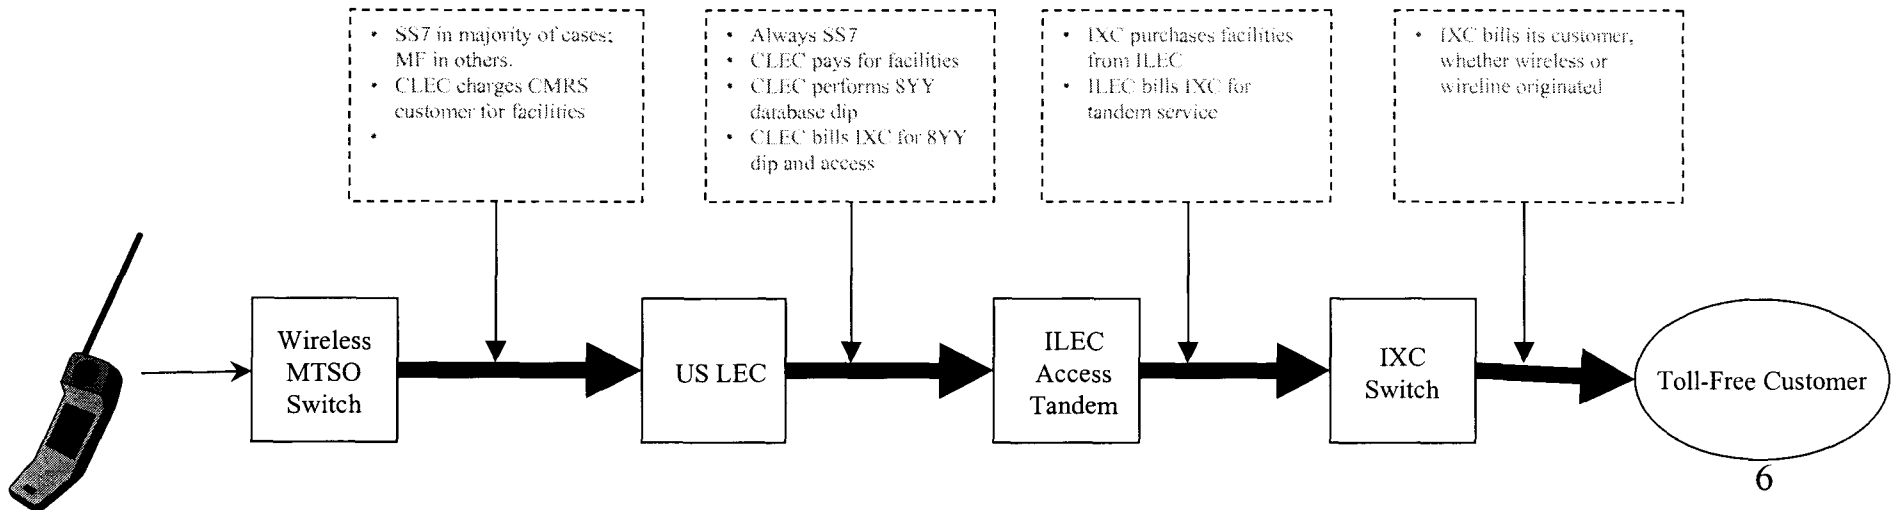 • SS7 in majority of cases;
MF in others.
• CLEC charges CMRS
customer for facilities
•
• Always SS7
• CLEC pays for facilities
• CLEC performs 8YY
database dip
• CLEC bills IXC for 8YY
dip and access
• IXC purchases facilities
from ILEC
• ILEC bills IXC for
tandem service
• IXC bills its customer,
whether wireless or
wireline originated
Wireless
MTSO
Switch
US LEC
ILEC
Access
Tandem
IXC
Switch
Toll-Free Customer
6